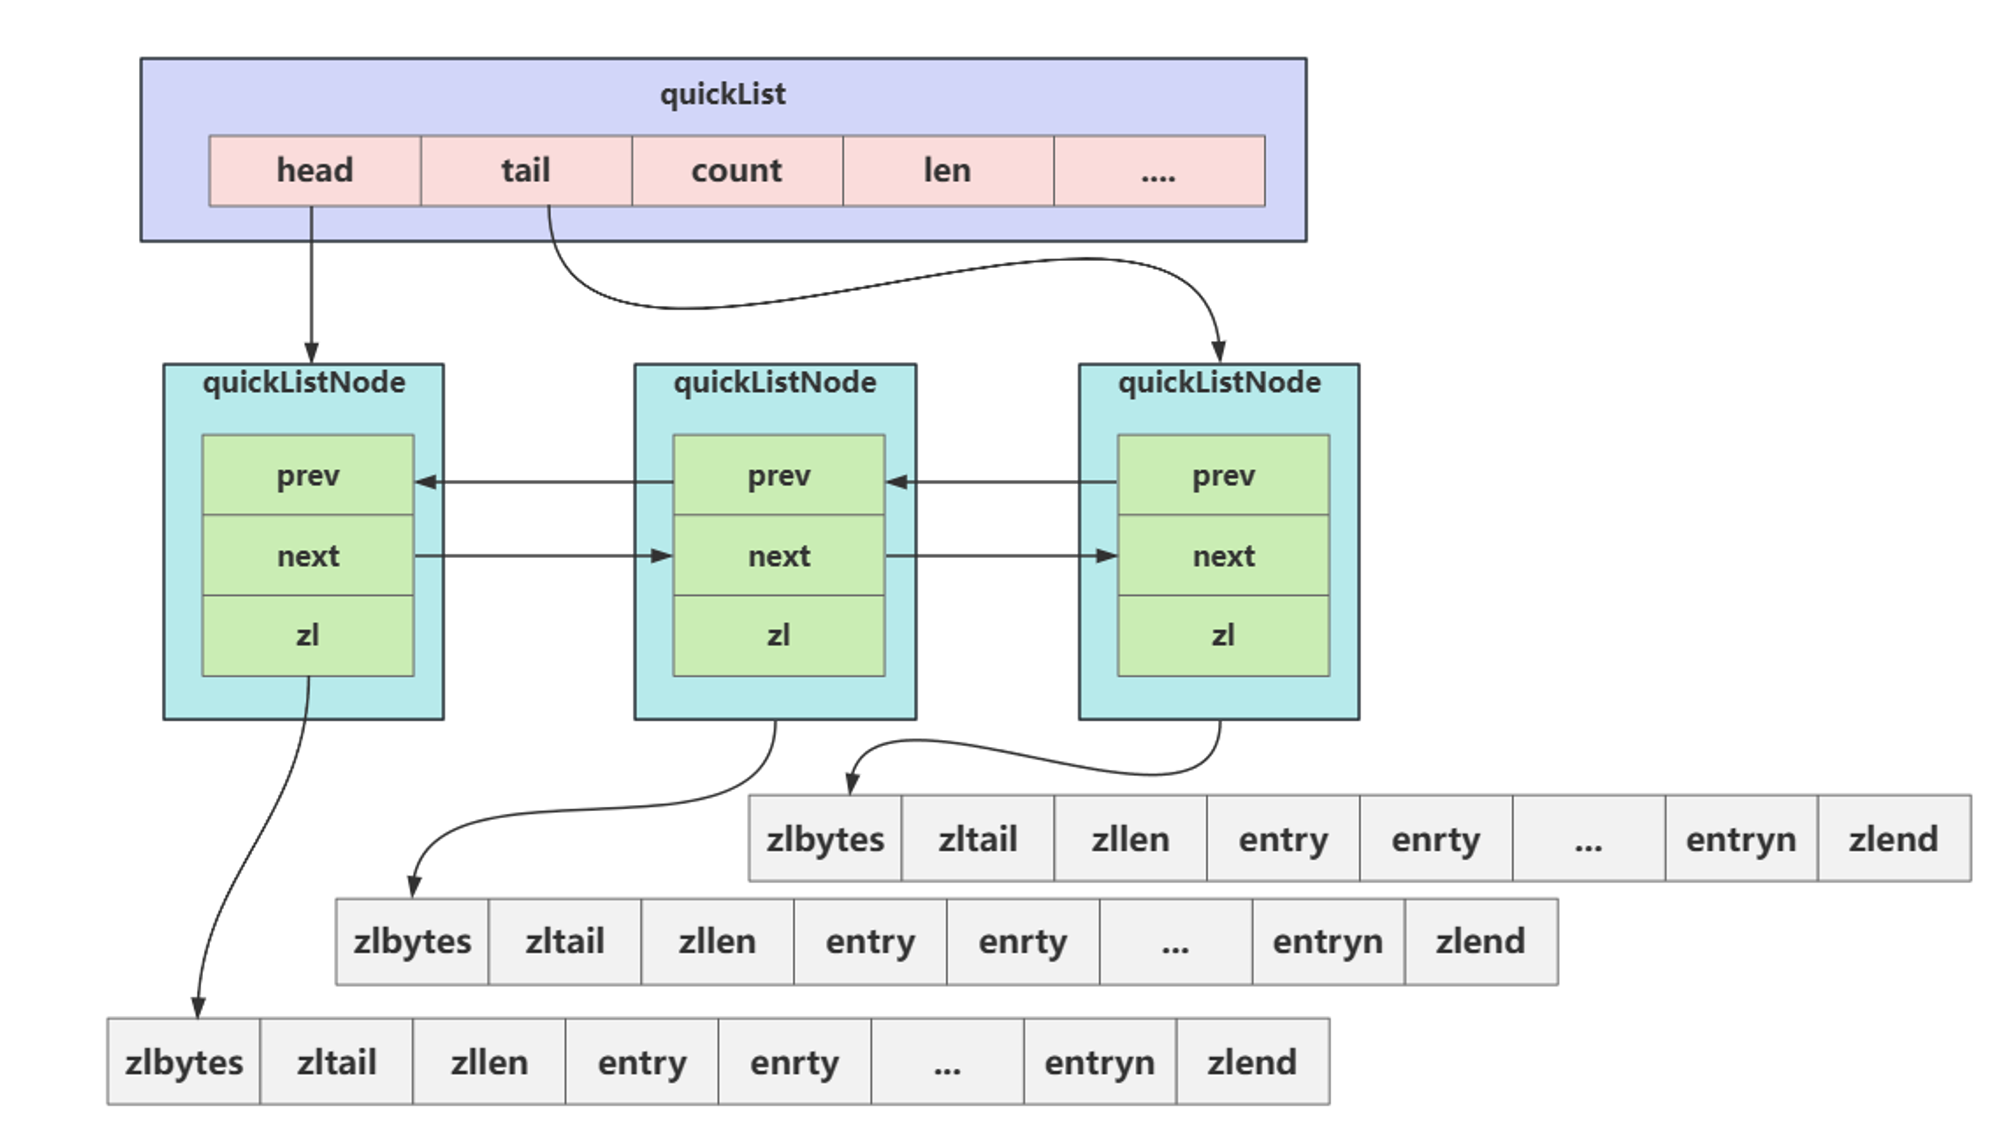 quickList
head tail count len ....
quickListNode quickListNode quickListNode
prev prev prev
next next next
zl zl zl
zlbytes zltail zllen entry enrty ... entryn zlend
zlbytes zltail zllen entry enrty ... entryn zlend
zlbytes zltail zllen entry enrty ... entryn zlend